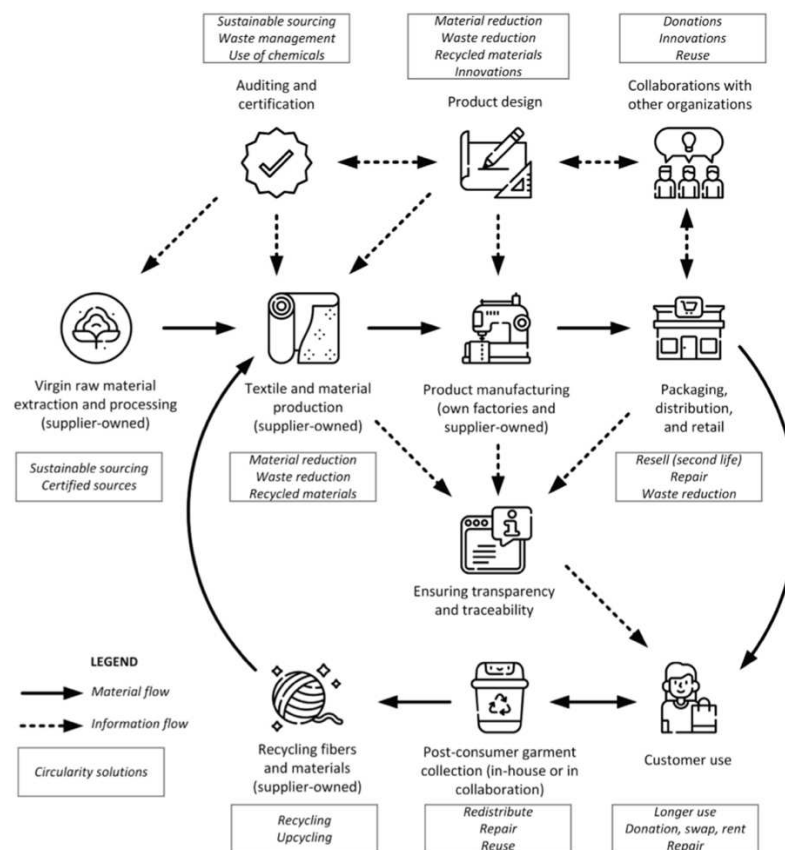 Sustainable sourcing
Waste management
Use of chemicals
Auditing and
certification
Material reduction
Waste reduction
Recycled materials
Innovations
Product design
Donations
Innovations
Reuse
Collaborations with
other organizations
Virgin raw material
extraction and processing
(supplier-owned)
Sustainable sourcing
Certified sources
Textile and material
production
(supplier-owned)
Material reduction
Waste reduction
Recycled materials
Product manufacturing
(own factories and
supplier-owned)
Packaging,
distribution,
and retail
Resell (second life)
Repair
Waste reduction
Ensuring transparency
and traceability
LEGEND
Material flow
Information flow
Circularity solutions
Recycling fibers
and materials
(supplier-owned)
Recycling
Upcycling
Post-consumer garment
collection (in-house or in
collaboration)
Redistribute
Repair
Reuse
Customer use
Longer use
Donation, swap, rent
Repair